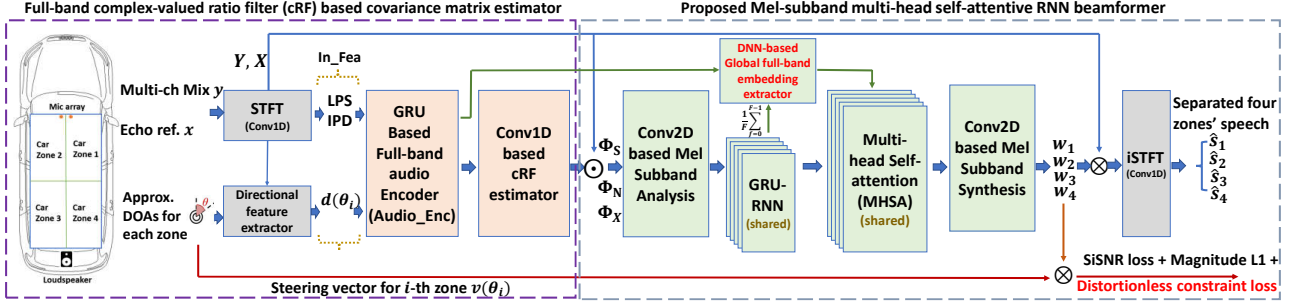 Full-band complex-valued ratio filter (cRF) based covariance matrix estimator
Proposed Mel-subband multi-head self-attentive RNN beamformer
Mic array
Car
Zone 2
Car
Zone 1
Car
Zone 3
Car
Zone 4
Loudspeaker
Multi-ch Mix y
Echo ref. x
Approx.
DOAs for
each zone
θ
Y, X
STFT
(Conv1D)
Directional
feature
extractor
In_Fea
LPS
IPD
d(θ_i)
GRU
Based
Full-band
audio
Encoder
(Audio_Enc)
Conv1D
based
cRF
estimator
Φ_S
Φ_N
Φ_X
Conv2D
based Mel
Subband
Analysis
DNN-based
Global full-band
embedding
extractor
1/F ∑_{f=0}^{F−1}
GRU-
RNN
(shared)
Multi-
head Self-
attention
(MHSA)
(shared)
Conv2D
based Mel
Subband
Synthesis
w_1
w_2
w_3
w_4
iSTFT
(Conv1D)
Separated four
zones' speech
ŝ_1
ŝ_2
ŝ_3
ŝ_4
Steering vector for i-th zone v(θ_i)
SiSNR loss + Magnitude L1 +
Distortionless constraint loss